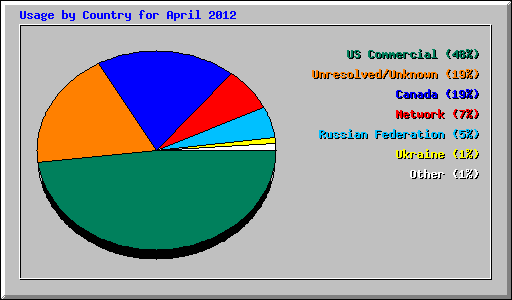 Usage by Country for April 2012
US Commercial (48%)
Unresolved/Unknown (19%)
Canada (19%)
Network (7%)
Russian Federation (5%)
Ukraine (1%)
Other (1%)